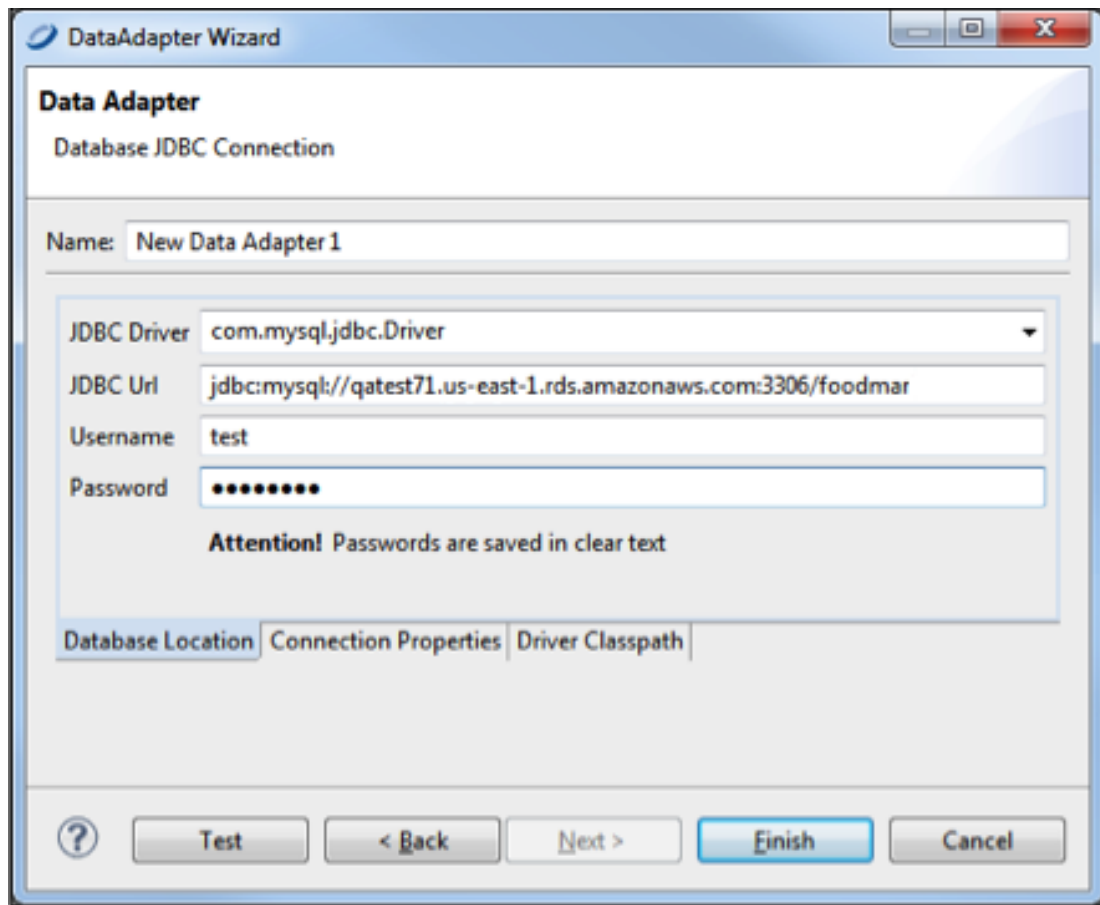 DataAdapter Wizard
Data Adapter
Database JDBC Connection
Name: New Data Adapter 1
JDBC Driver com.mysql.jdbc.Driver
JDBC Url jdbc:mysql://qatest71.us-east-1.rds.amazonaws.com:3306/foodmar
Username test
Password ••••••••
Attention! Passwords are saved in clear text
Database Location Connection Properties Driver Classpath
? Test < Back Next > Finish Cancel